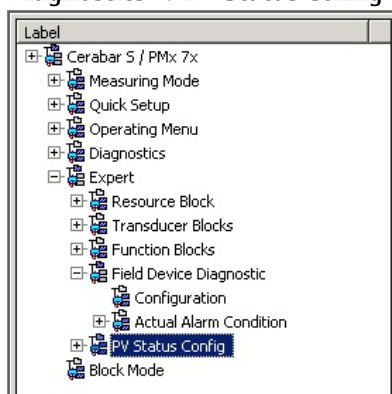 Label
Cerabar S / PMx 7x
Measuring Mode
Quick Setup
Operating Menu
Diagnostics
Expert
Resource Block
Transducer Blocks
Function Blocks
Field Device Diagnostic
Configuration
Actual Alarm Condition
PV Status Config
Block Mode